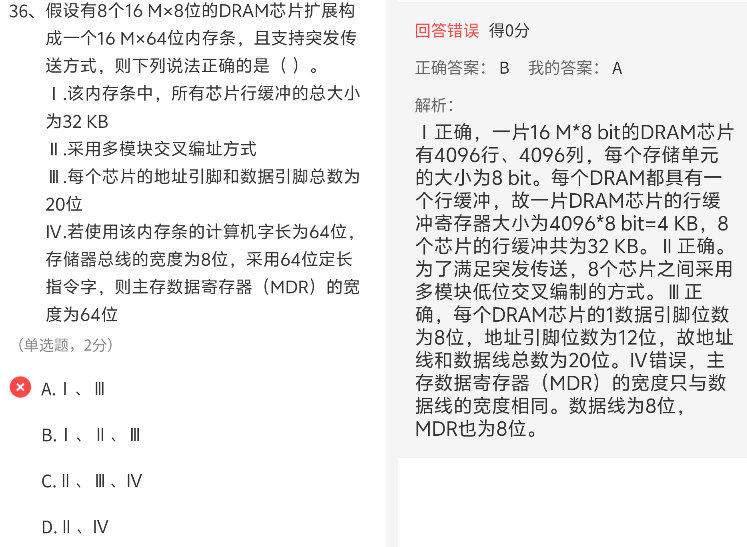 36、假设有8个16 M×8位的DRAM芯片扩展构
成一个16 M×64位内存条，且支持突发传
送方式，则下列说法正确的是（ ）。
Ⅰ.该内存条中，所有芯片行缓冲的总大小
为32 KB
Ⅱ.采用多模块交叉编址方式
Ⅲ.每个芯片的地址引脚和数据引脚总数为
20位
Ⅳ.若使用该内存条的计算机字长为64位，
存储器总线的宽度为8位，采用64位定长
指令字，则主存数据寄存器（MDR）的宽
度为64位
（单选题，2分）
A.Ⅰ、Ⅲ
B.Ⅰ、Ⅱ、Ⅲ
C.Ⅱ、Ⅲ、Ⅳ
D.Ⅱ、Ⅳ
回答错误 得0分
正确答案： B 我的答案： A
解析：
Ⅰ正确，一片16 M*8 bit的DRAM芯片
有4096行、4096列，每个存储单元
的大小为8 bit。每个DRAM都具有一
个行缓冲，故一片DRAM芯片的行缓
冲寄存器大小为4096*8 bit=4 KB，8
个芯片的行缓冲共为32 KB。Ⅱ正确。
为了满足突发传送，8个芯片之间采用
多模块低位交叉编制的方式。Ⅲ正
确，每个DRAM芯片的1数据引脚位数
为8位，地址引脚位数为12位，故地址
线和数据线总数为20位。Ⅳ错误，主
存数据寄存器（MDR）的宽度只与数
据线的宽度相同。数据线为8位，
MDR也为8位。